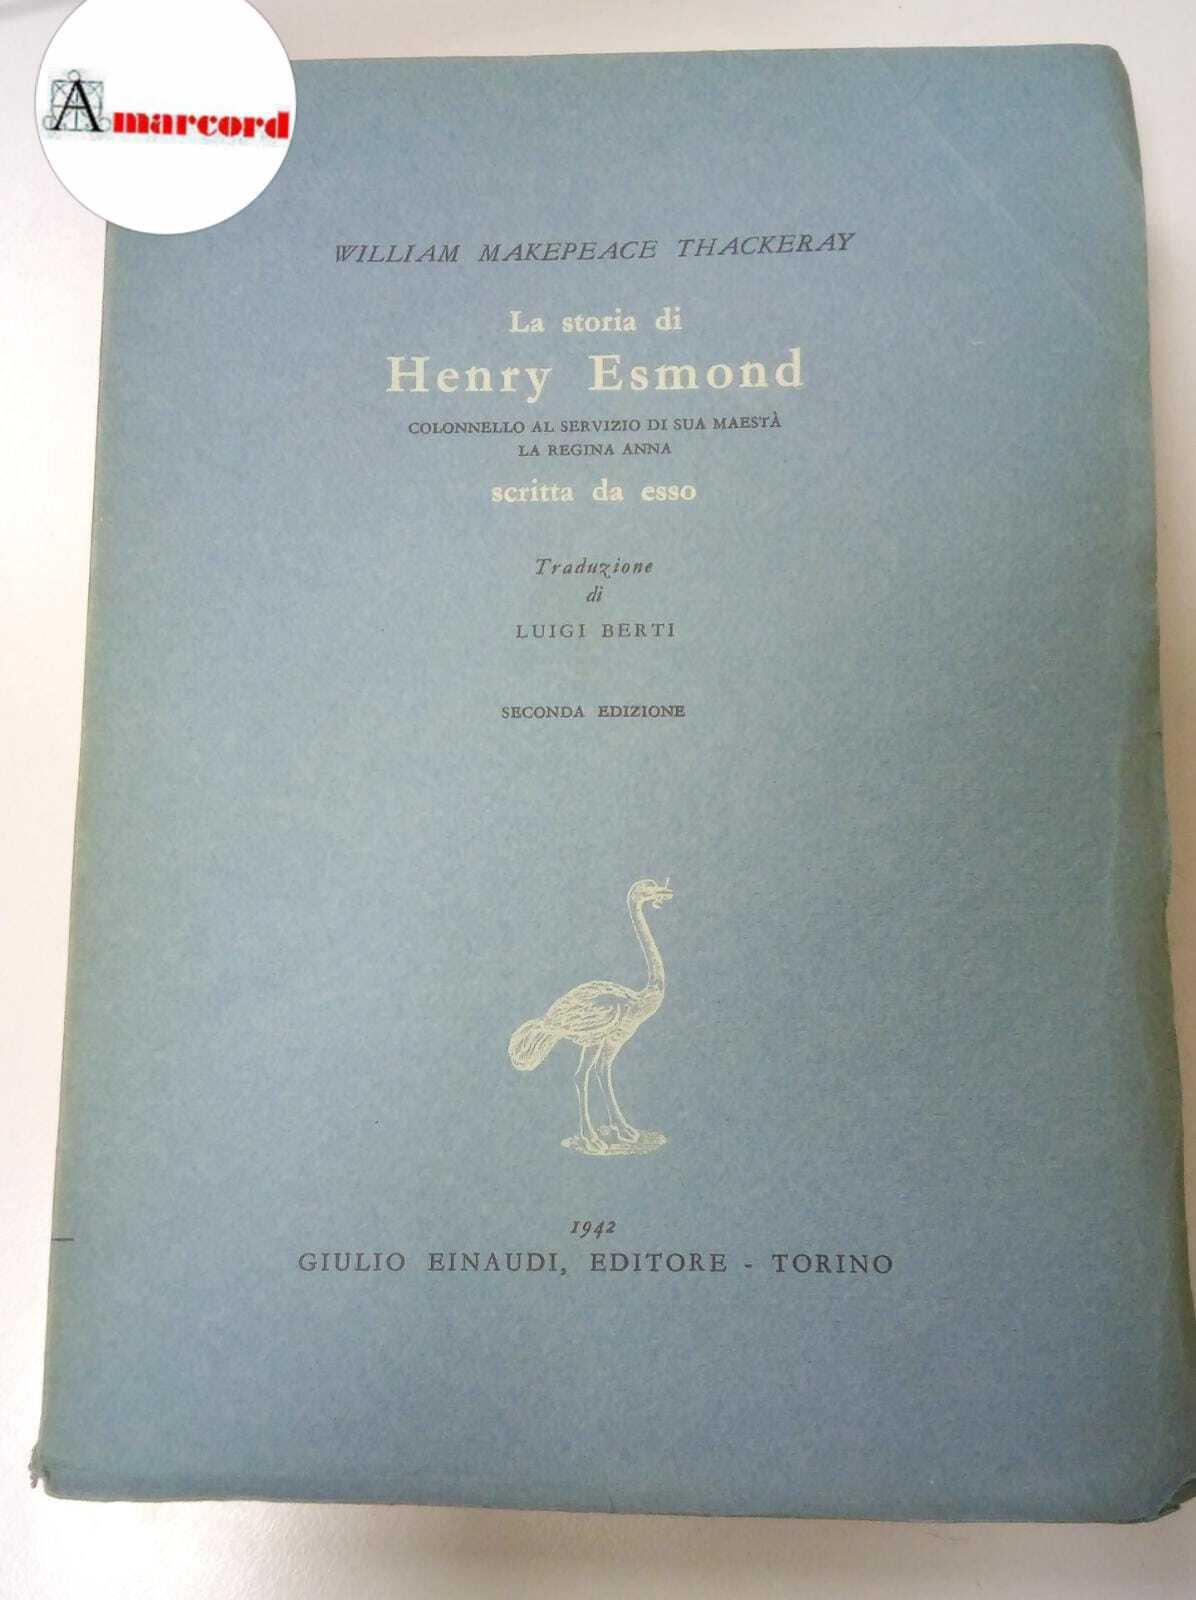 Amarcord
WILLIAM MAKEPEACE THACKERAY
La storia di
Henry Esmond
COLONNELLO AL SERVIZIO DI SUA MAESTÀ
LA REGINA ANNA
scritta da esso
Traduzione
di
LUIGI BERTI
SECONDA EDIZIONE
1942
GIULIO EINAUDI, EDITORE - TORINO